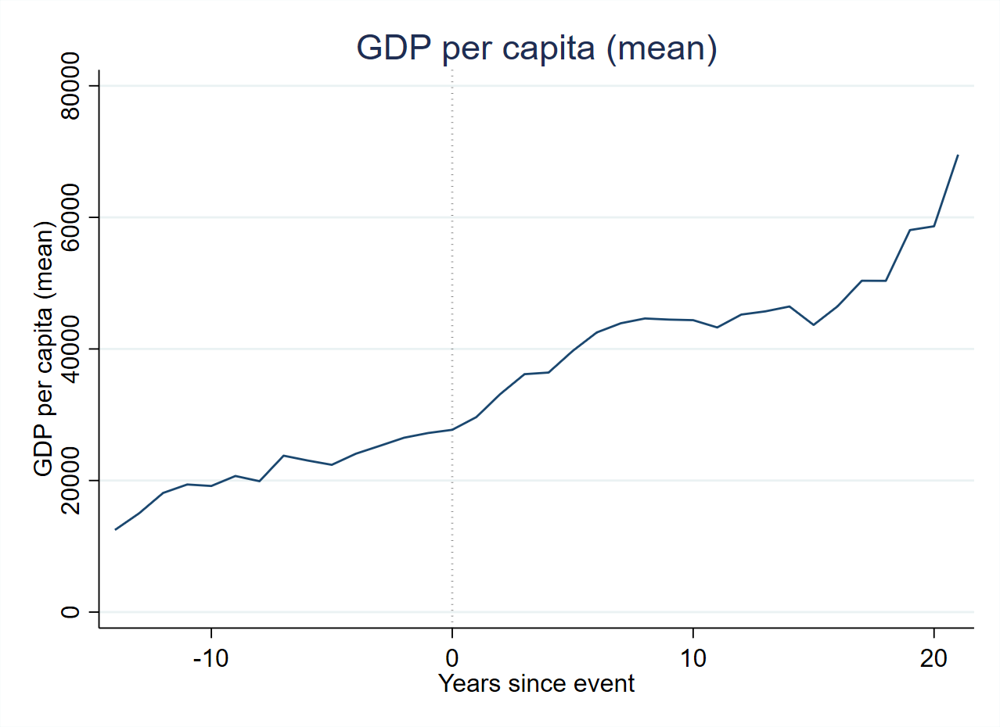 GDP per capita (mean)
GDP per capita (mean)
80000
60000
40000
20000
0
-10 0 10 20
Years since event